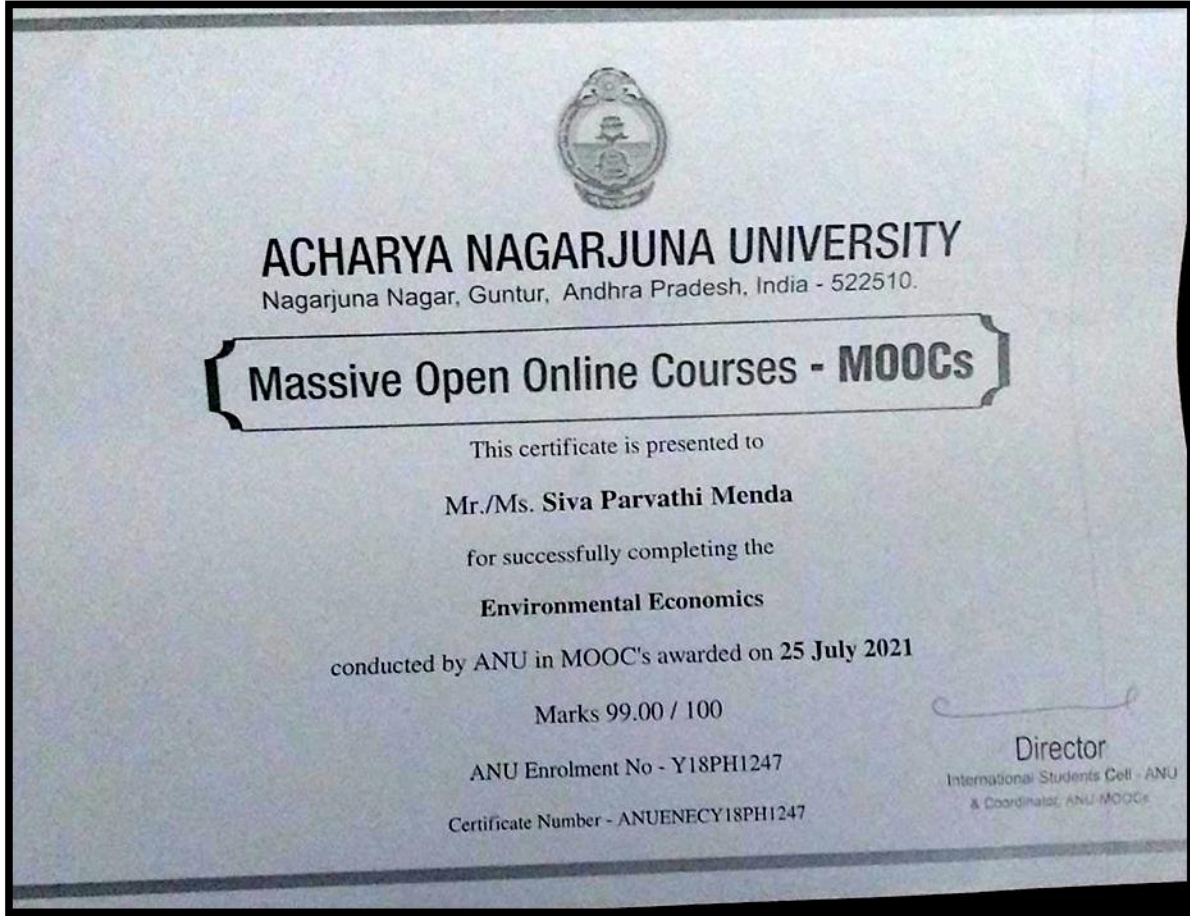 ACHARYA NAGARJUNA UNIVERSITY
Nagarjuna Nagar, Guntur, Andhra Pradesh, India - 522510.
Massive Open Online Courses - MOOCs
This certificate is presented to
Mr./Ms. Siva Parvathi Menda
for successfully completing the
Environmental Economics
conducted by ANU in MOOC's awarded on 25 July 2021
Marks 99.00 / 100
ANU Enrolment No - Y18PH1247
Certificate Number - ANUENECY18PH1247
Director
International Students Cell - ANU
& Coordinator, ANU-MOOCs